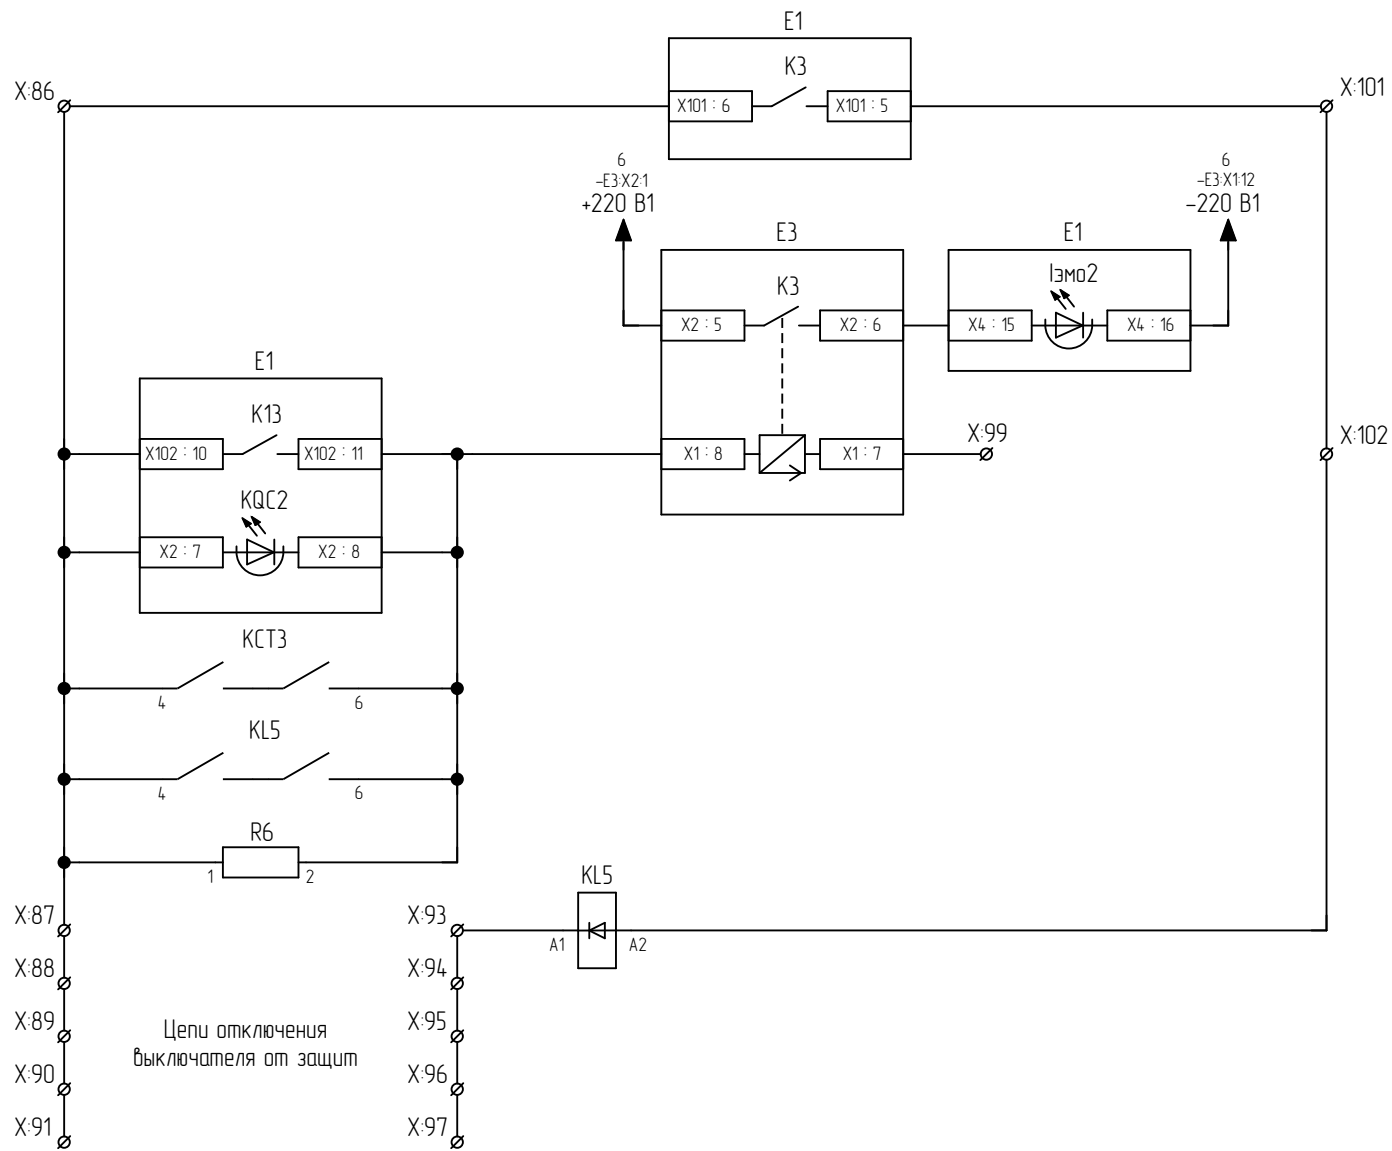 E1
X:86
K3
X:101
X101 : 6
X101 : 5
6
-E3:X2:1
+220 В1
6
-E3:X1:12
-220 В1
E3
E1
K3
Iэмо2
X2 : 5
X2 : 6
X4 : 15
X4 : 16
E1
K13
X102 : 10
X102 : 11
X1 : 8
X1 : 7
X:99
X:102
KQC2
X2 : 7
X2 : 8
KCT3
4
6
KL5
4
6
R6
1
2
KL5
X:87
X:93
A1
A2
X:88
X:94
X:89
X:95
Цепи отключения
выключателя от защит
X:90
X:96
X:91
X:97